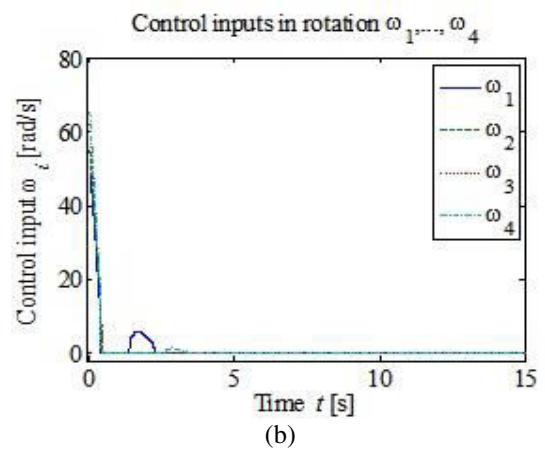 Control inputs in rotation ω1,..., ω4
Control input ω i [rad/s]
80
60
40
20
0
ω1
ω2
ω3
ω4
0 5 10 15
Time t [s]
(b)